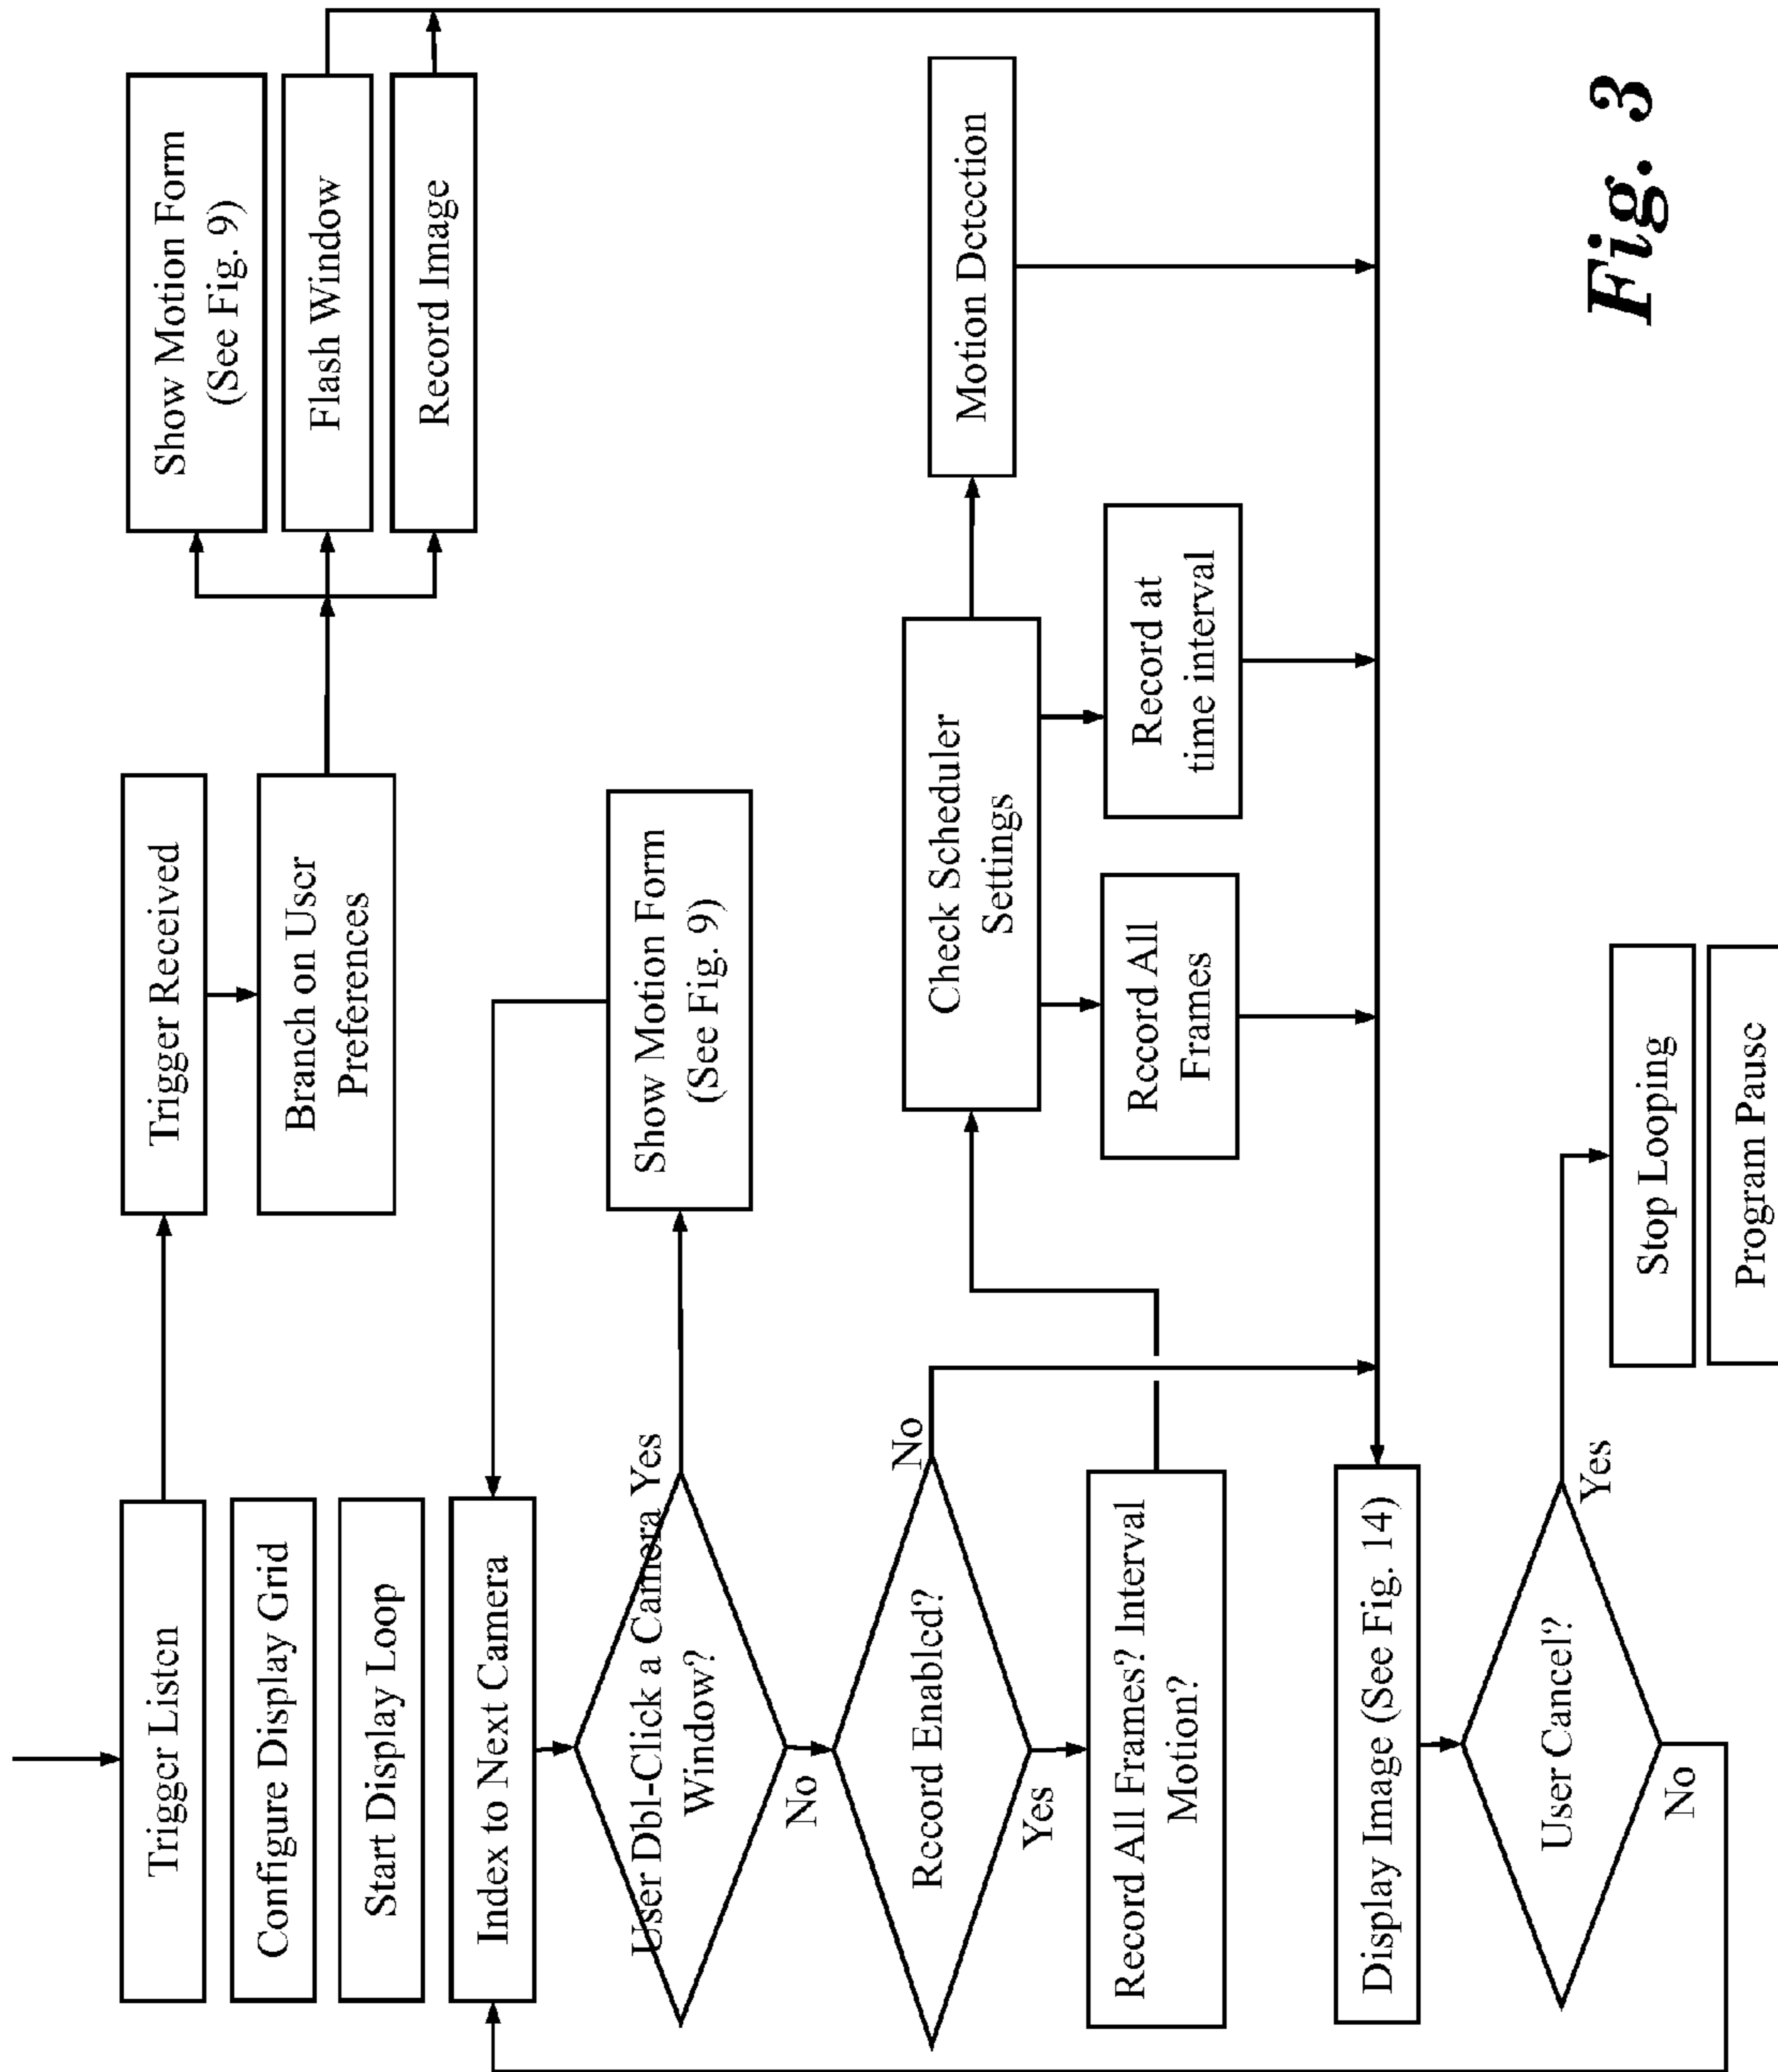 Trigger Listen
Configure Display Grid
Start Display Loop
Index to Next Camera
User Dbl-Click a Camera
Window?
Yes
No
Record Enabled?
No
Yes
Record All Frames? Interval
Motion?
Display Image (See Fig. 14)
User Cancel?
Yes
No
Trigger Received
Branch on User
Preferences
Show Motion Form
(See Fig. 9)
Flash Window
Record Image
Show Motion Form
(See Fig. 9)
Check Scheduler
Settings
Motion Detection
Record All
Frames
Record at
time interval
Stop Looping
Program Pause
Fig. 3